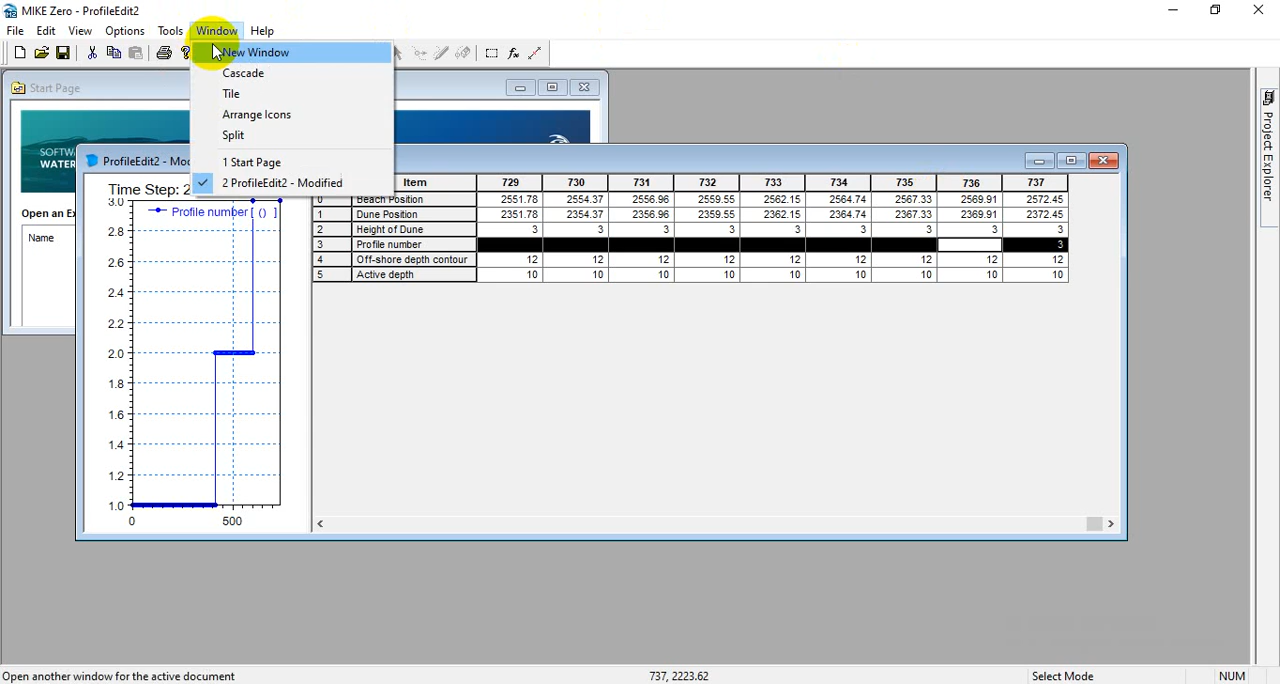 MIKE Zero - ProfileEdit2
File Edit View Options Tools Window Help
New Window
Cascade
Tile
Arrange Icons
Split
1 Start Page
2 ProfileEdit2 - Modified
Start Page
SOFTW
WATER
Open an Ex
Name
ProfileEdit2 - Mod
Time Step: 2
Profile number [ () ]
3.0
2.8
2.6
2.4
2.2
2.0
1.8
1.6
1.4
1.2
1.0
0 500
Item 729 730 731 732 733 734 735 736 737
0 Beach Position 2551.78 2554.37 2556.96 2559.55 2562.15 2564.74 2567.33 2569.91 2572.45
1 Dune Position 2351.78 2354.37 2356.96 2359.55 2362.15 2364.74 2367.33 2369.91 2372.45
2 Height of Dune 3 3 3 3 3 3 3 3 3
3 Profile number 3
4 Off-shore depth contour 12 12 12 12 12 12 12 12 12
5 Active depth 10 10 10 10 10 10 10 10 10
Project Explorer
Open another window for the active document 737, 2223.62 Select Mode NUM